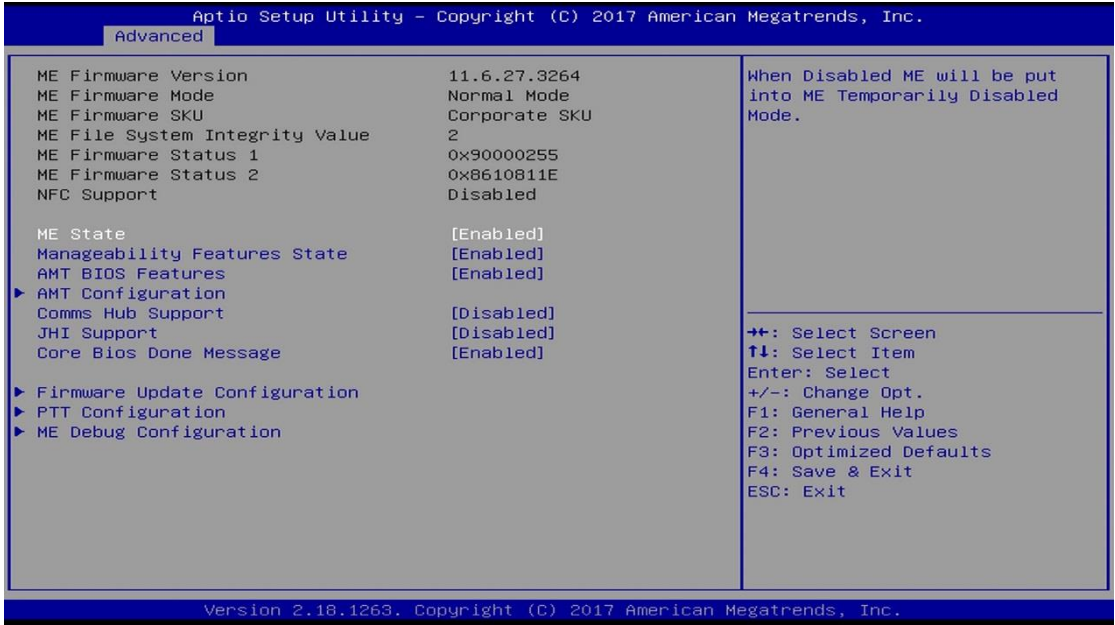 Aptio Setup Utility – Copyright (C) 2017 American Megatrends, Inc.
Advanced
ME Firmware Version 11.6.27.3264
ME Firmware Mode Normal Mode
ME Firmware SKU Corporate SKU
ME File System Integrity Value 2
ME Firmware Status 1 0x90000255
ME Firmware Status 2 0x8610811E
NFC Support Disabled
ME State [Enabled]
Manageability Features State [Enabled]
AMT BIOS Features [Enabled]
► AMT Configuration
Comms Hub Support [Disabled]
JHI Support [Disabled]
Core Bios Done Message [Enabled]
► Firmware Update Configuration
► PTT Configuration
► ME Debug Configuration
When Disabled ME will be put
into ME Temporarily Disabled
Mode.
→←: Select Screen
↑↓: Select Item
Enter: Select
+/-: Change Opt.
F1: General Help
F2: Previous Values
F3: Optimized Defaults
F4: Save & Exit
ESC: Exit
Version 2.18.1263. Copyright (C) 2017 American Megatrends, Inc.